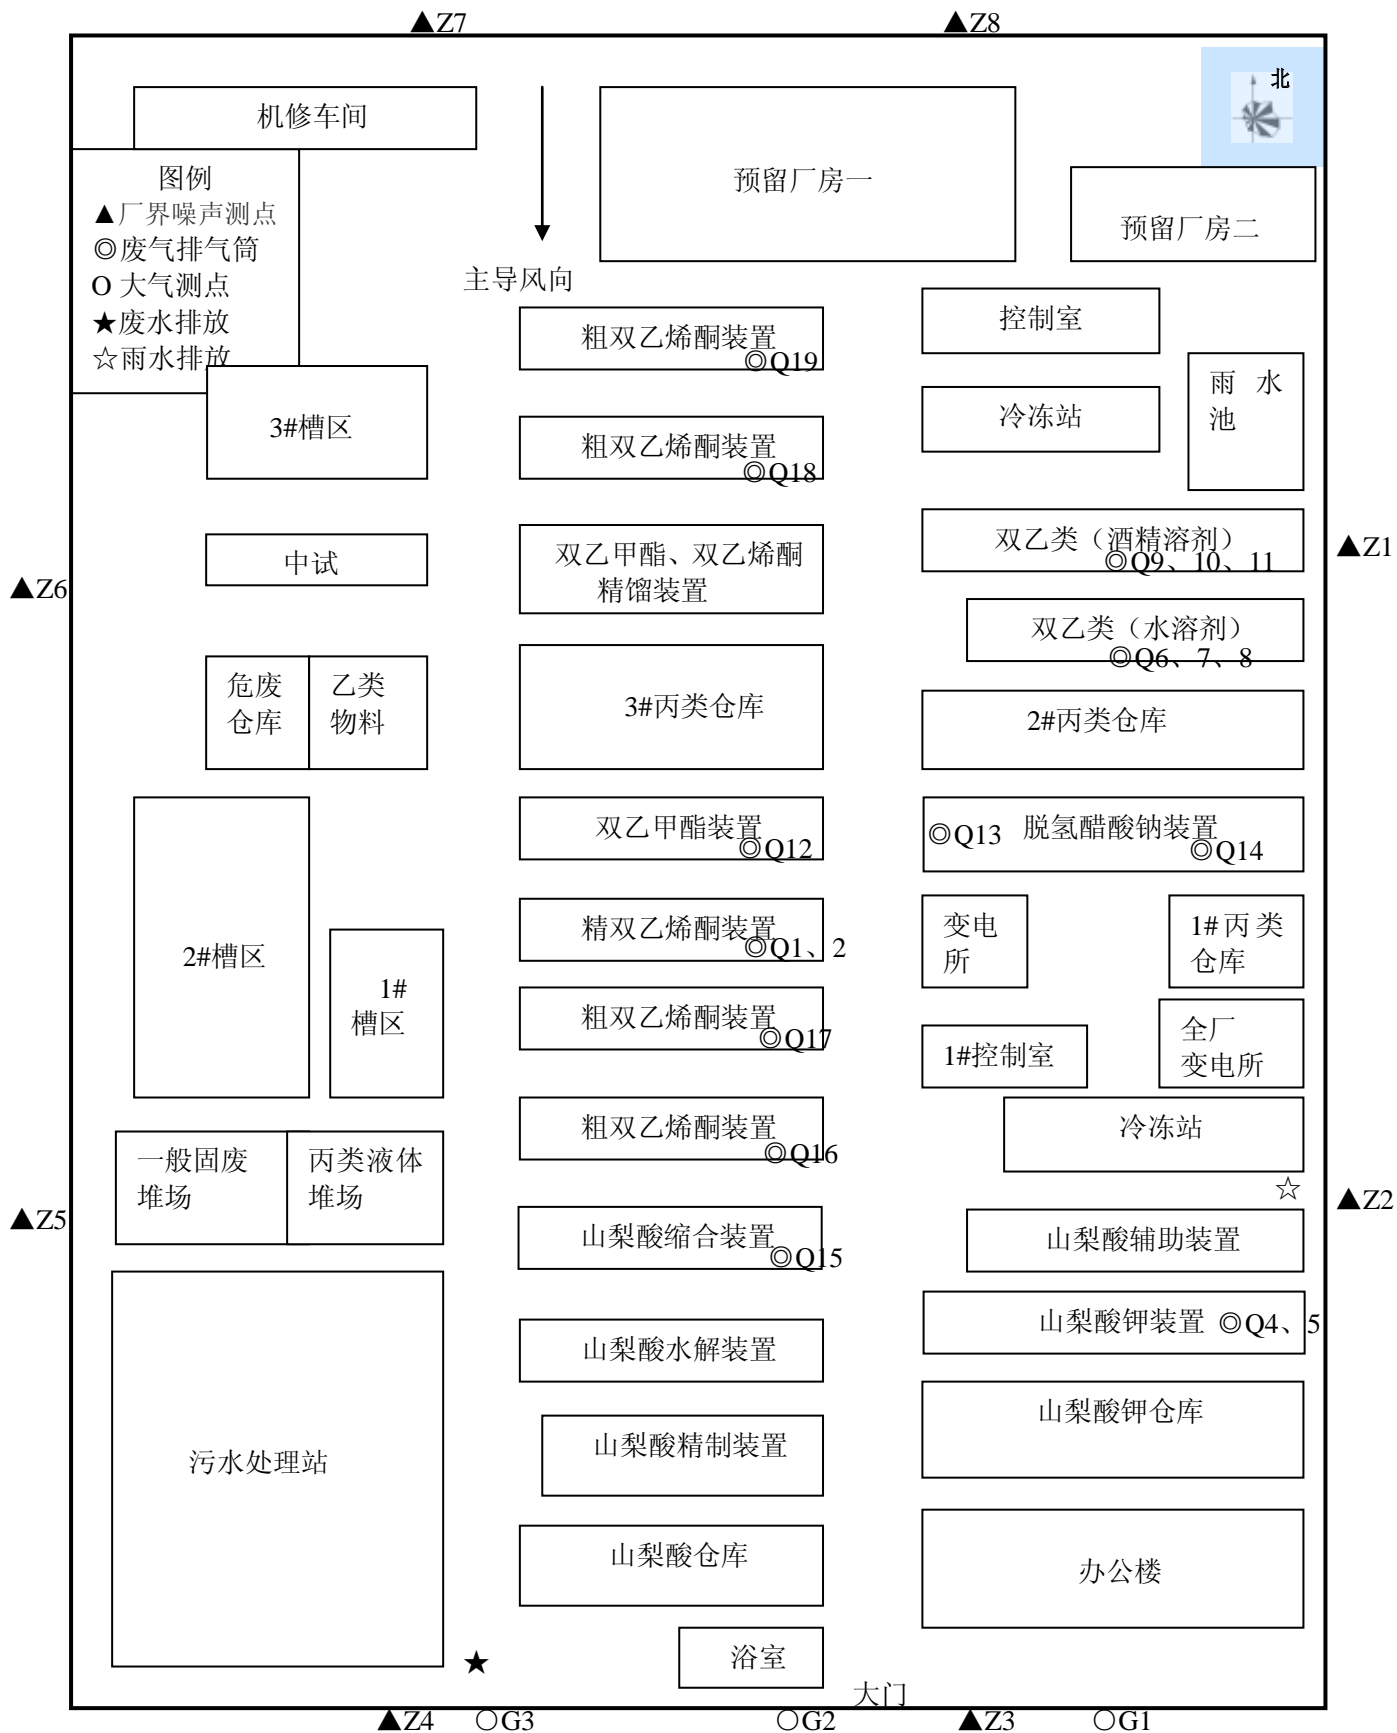 ▲Z7
▲Z8
北
机修车间
预留厂房一
预留厂房二
图例
▲厂界噪声测点
◎废气排气筒
O 大气测点
★废水排放
☆雨水排放
主导风向
粗双乙烯酮装置
◎Q19
控制室
雨 水
池
3#槽区
粗双乙烯酮装置
◎Q18
冷冻站
中试
双乙甲酯、双乙烯酮
精馏装置
双乙类（酒精溶剂）
◎Q9、10、11
▲Z1
▲Z6
双乙类（水溶剂）
◎Q6、7、8
危废
仓库
乙类
物料
3#丙类仓库
2#丙类仓库
双乙甲酯装置
◎Q12
◎Q13
脱氢醋酸钠装置
◎Q14
2#槽区
1#
槽区
精双乙烯酮装置
◎Q1、2
变电
所
1#丙类
仓库
粗双乙烯酮装置
◎Q17
1#控制室
全厂
变电所
粗双乙烯酮装置
◎Q16
冷冻站
一般固废
堆场
丙类液体
堆场
☆
▲Z2
▲Z5
山梨酸缩合装置
◎Q15
山梨酸辅助装置
山梨酸钾装置 ◎Q4、5
山梨酸水解装置
山梨酸钾仓库
污水处理站
山梨酸精制装置
山梨酸仓库
办公楼
★
浴室
大门
▲Z4
○G3
○G2
▲Z3
○G1